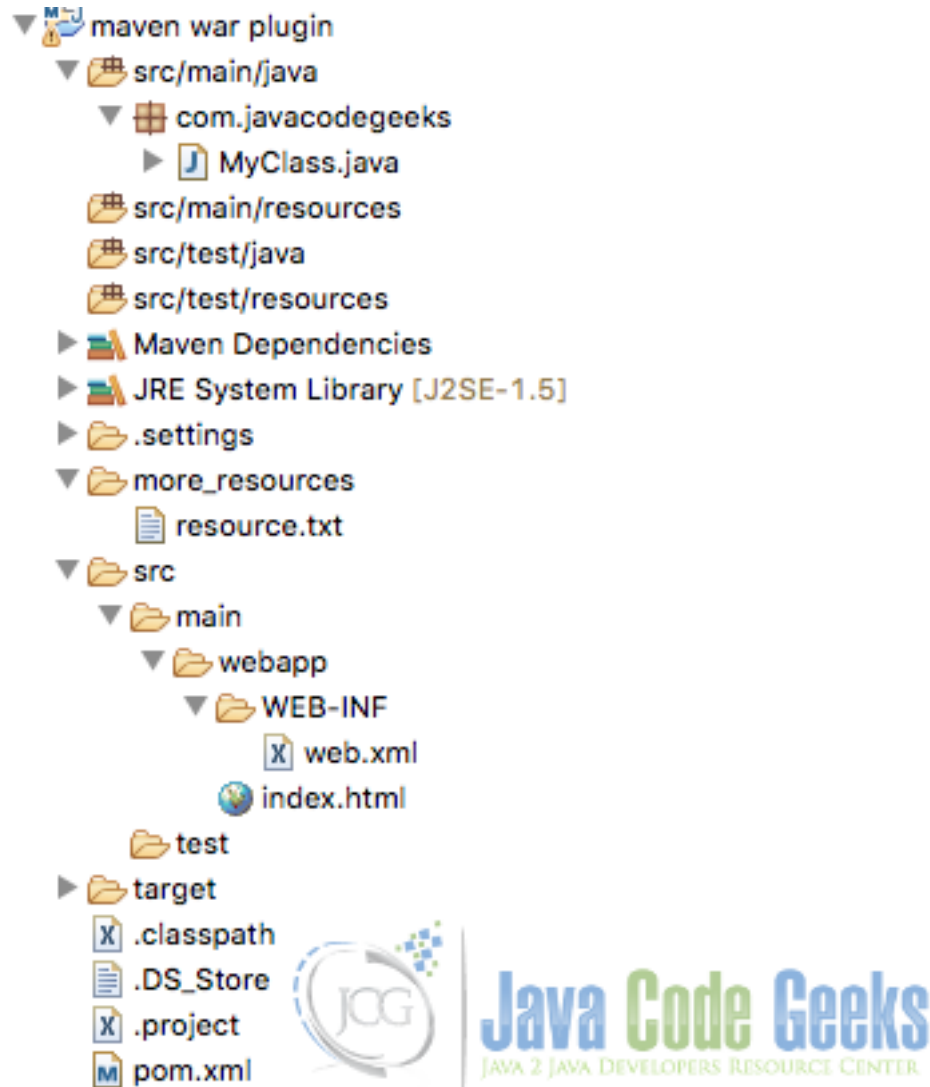 maven war plugin
src/main/java
com.javacodegeeks
MyClass.java
src/main/resources
src/test/java
src/test/resources
Maven Dependencies
JRE System Library [J2SE-1.5]
.settings
more_resources
resource.txt
src
main
webapp
WEB-INF
web.xml
index.html
test
target
.classpath
.DS_Store
.project
pom.xml
JCG
Java Code Geeks
JAVA 2 JAVA DEVELOPERS RESOURCE CENTER